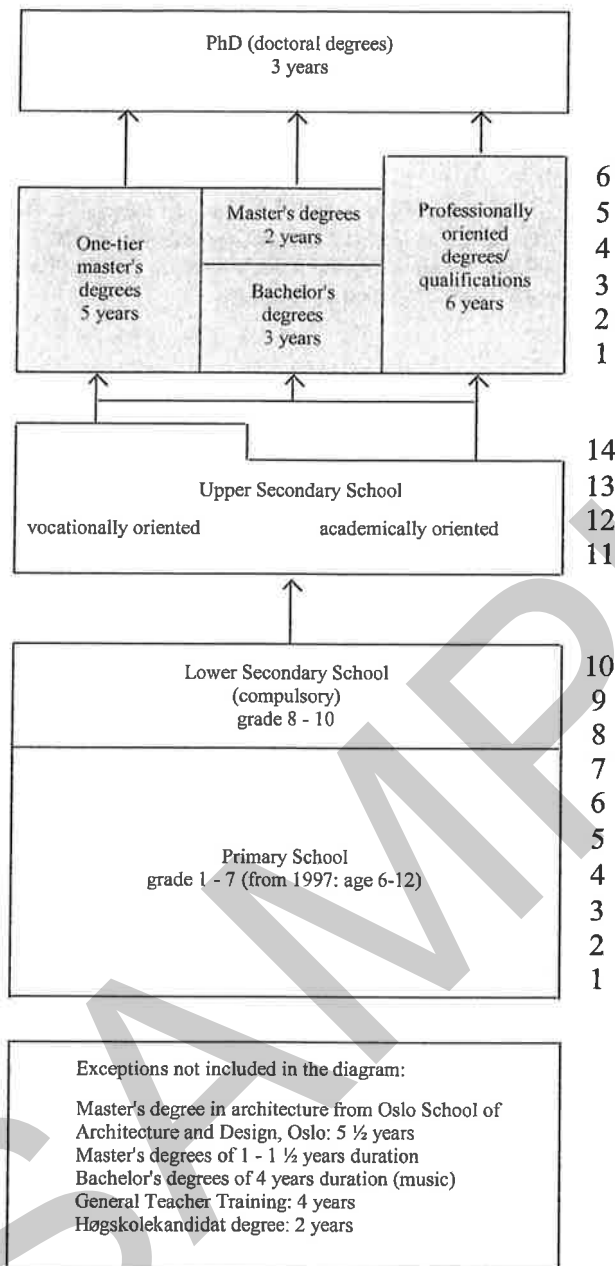 PhD (doctoral degrees)
3 years
One-tier
master's
degrees
5 years
Master's degrees
2 years
Bachelor's
degrees
3 years
Professionally
oriented
degrees/
qualifications
6 years
6
5
4
3
2
1
Upper Secondary School
vocationally oriented
academically oriented
14
13
12
11
Lower Secondary School
(compulsory)
grade 8 - 10
10
9
8
Primary School
grade 1 - 7 (from 1997: age 6-12)
7
6
5
4
3
2
1
Exceptions not included in the diagram:
Master's degree in architecture from Oslo School of
Architecture and Design, Oslo: 5 ½ years
Master's degrees of 1 - 1 ½ years duration
Bachelor's degrees of 4 years duration (music)
General Teacher Training: 4 years
Høgskolekandidat degree: 2 years
SAMP